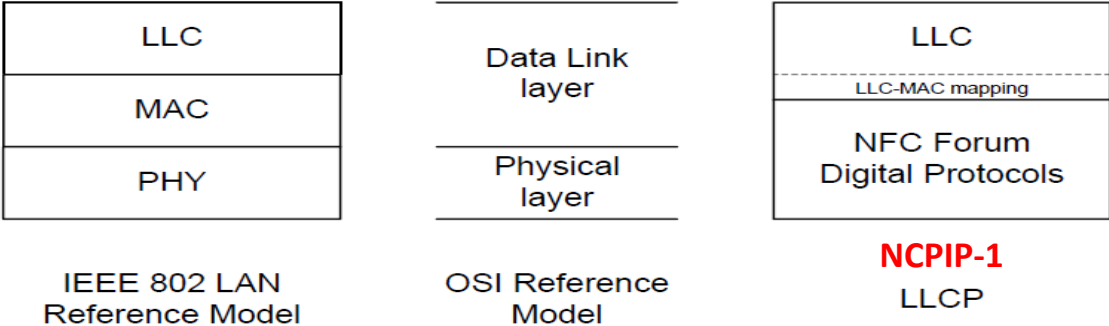 LLC
MAC
PHY
IEEE 802 LAN
Reference Model
Data Link
layer
Physical
layer
OSI Reference
Model
LLC
LLC-MAC mapping
NFC Forum
Digital Protocols
NCPIP-1
LLCP